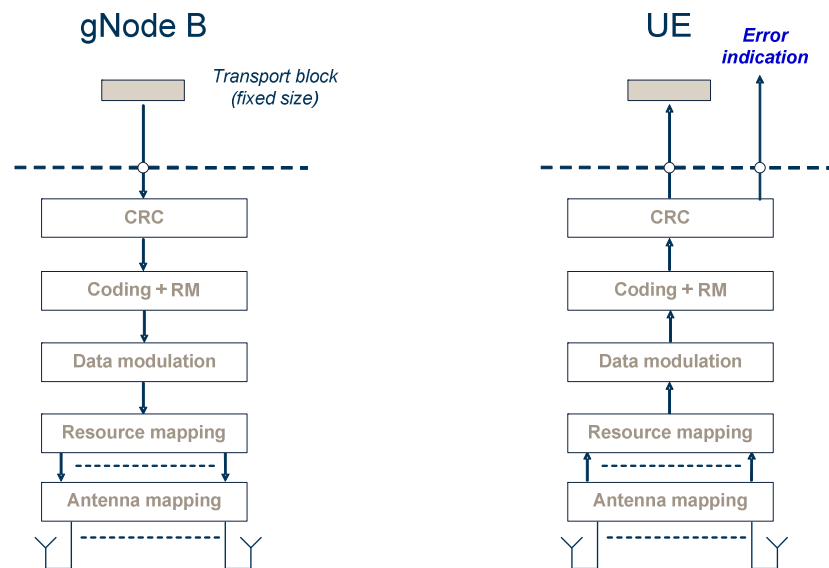 gNode B
Transport block
(fixed size)
CRC
Coding + RM
Data modulation
Resource mapping
Antenna mapping
UE
Error
indication
CRC
Coding + RM
Data modulation
Resource mapping
Antenna mapping